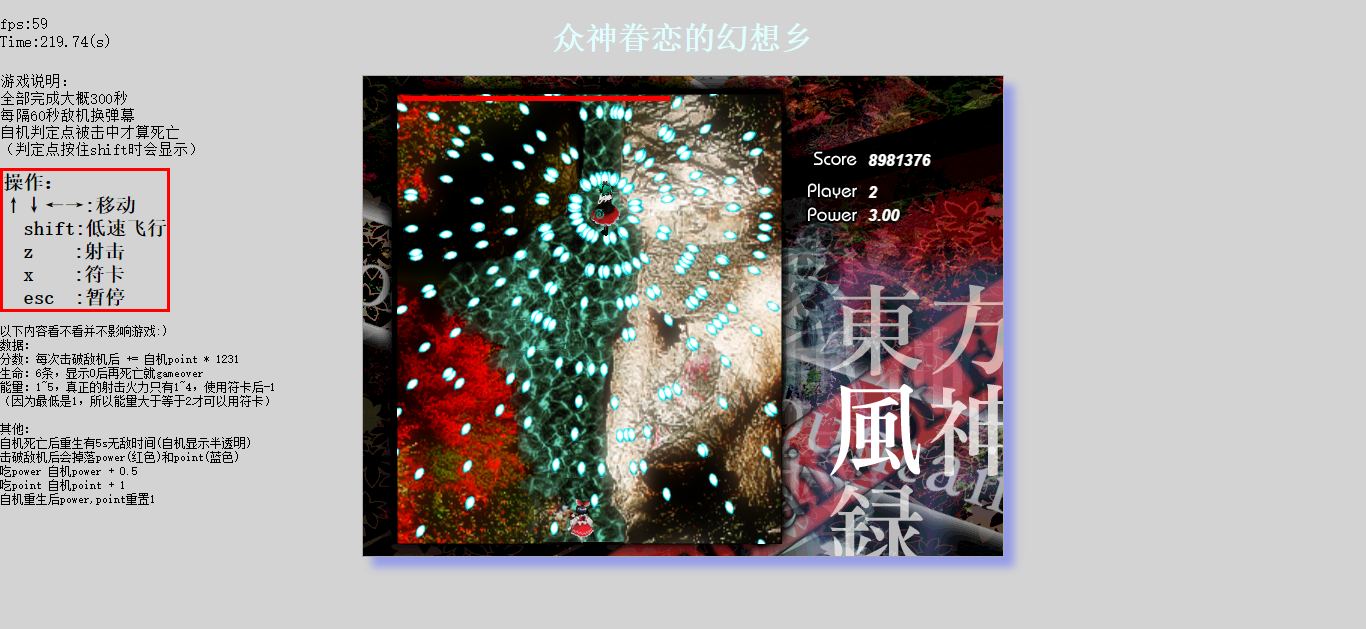 fps:59
Time:219.74(s)
众神眷恋的幻想乡
游戏说明:
全部完成大概300秒
每隔60秒敌机换弹幕
自机判定点被击中才算死亡
（判定点按住shift时会显示）
操作:
↑↓←→:移动
shift:低速飞行
z :射击
x :符卡
esc :暂停
以下内容看不看并不影响游戏:)
数据:
分数: 每次击破敌机后 += 自机point * 1231
生命: 6条，显示0后再死亡就gameover
能量: 1~5，真正的射击火力只有1~4，使用符卡后-1
（因为最低是1，所以能量大于等于2才可以用符卡）
其他:
自机死亡后重生有5s无敌时间(自机显示半透明)
击破敌机后会掉落power(红色)和point(蓝色)
吃power 自机power + 0.5
吃point 自机point + 1
自机重生后power,point重置1
Score 8981376
Player 2
Power 3.00
東方
風神
録